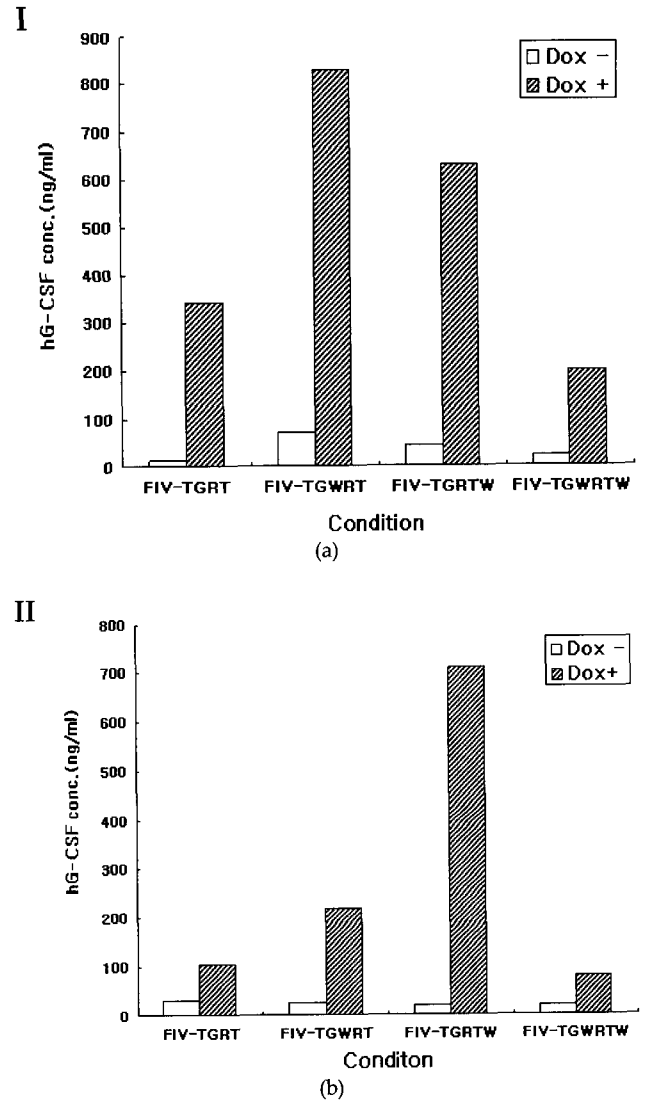 I
900
800
700
600
500
400
300
200
100
0
hG-CSF conc.(ng/ml)
Dox -
Dox +
FIV-TGRT FIV-TGWRT FIV-TGRTW FIV-TGWRTW
Condition
(a)
II
800
700
600
500
400
300
200
100
0
hG-CSF conc.(ng/ml)
Dox -
Dox+
FIV-TGRT FIV-TGWRT FIV-TGRTW FIV-TGWRTW
Conditon
(b)